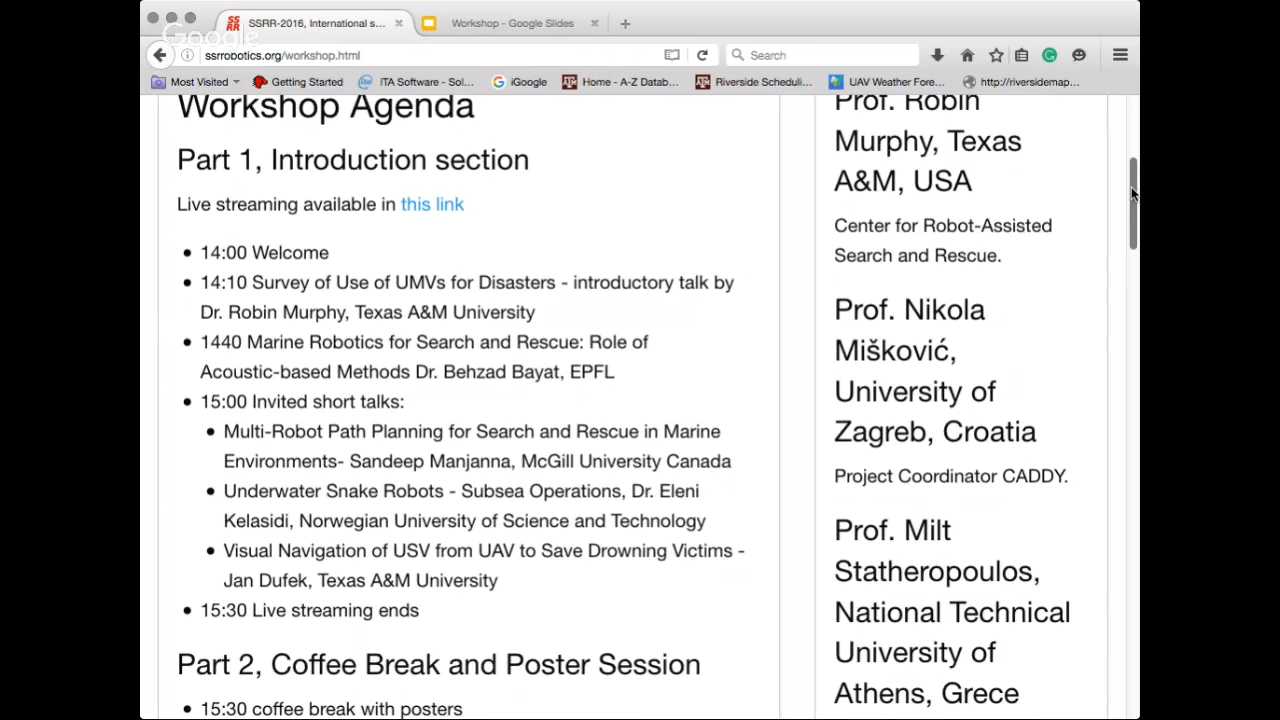 SSRR-2016, International s...
Workshop - Google Slides
Google
ssrrobotics.org/workshop.html
Search
Most Visited
Getting Started
ITA Software - Sol...
iGoogle
Home - A-Z Datab...
Riverside Scheduli...
UAV Weather Fore...
http://riversidemap...
Workshop Agenda
Part 1, Introduction section
Live streaming available in this link
14:00 Welcome
14:10 Survey of Use of UMVs for Disasters - introductory talk by
Dr. Robin Murphy, Texas A&M University
1440 Marine Robotics for Search and Rescue: Role of
Acoustic-based Methods Dr. Behzad Bayat, EPFL
15:00 Invited short talks:
Multi-Robot Path Planning for Search and Rescue in Marine
Environments- Sandeep Manjanna, McGill University Canada
Underwater Snake Robots - Subsea Operations, Dr. Eleni
Kelasidi, Norwegian University of Science and Technology
Visual Navigation of USV from UAV to Save Drowning Victims -
Jan Dufek, Texas A&M University
15:30 Live streaming ends
Part 2, Coffee Break and Poster Session
15:30 coffee break with posters
Prof. Robin
Murphy, Texas
A&M, USA
Center for Robot-Assisted
Search and Rescue.
Prof. Nikola
Mišković,
University of
Zagreb, Croatia
Project Coordinator CADDY.
Prof. Milt
Statheropoulos,
National Technical
University of
Athens, Grece